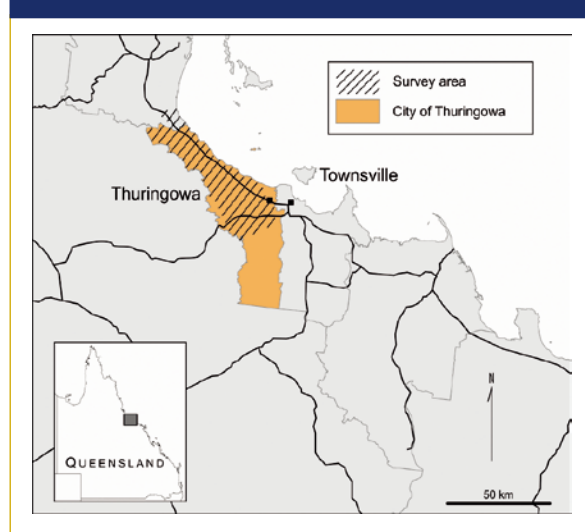 Survey area
City of Thuringowa
Townsville
Thuringowa
N
QUEENSLAND
50 km